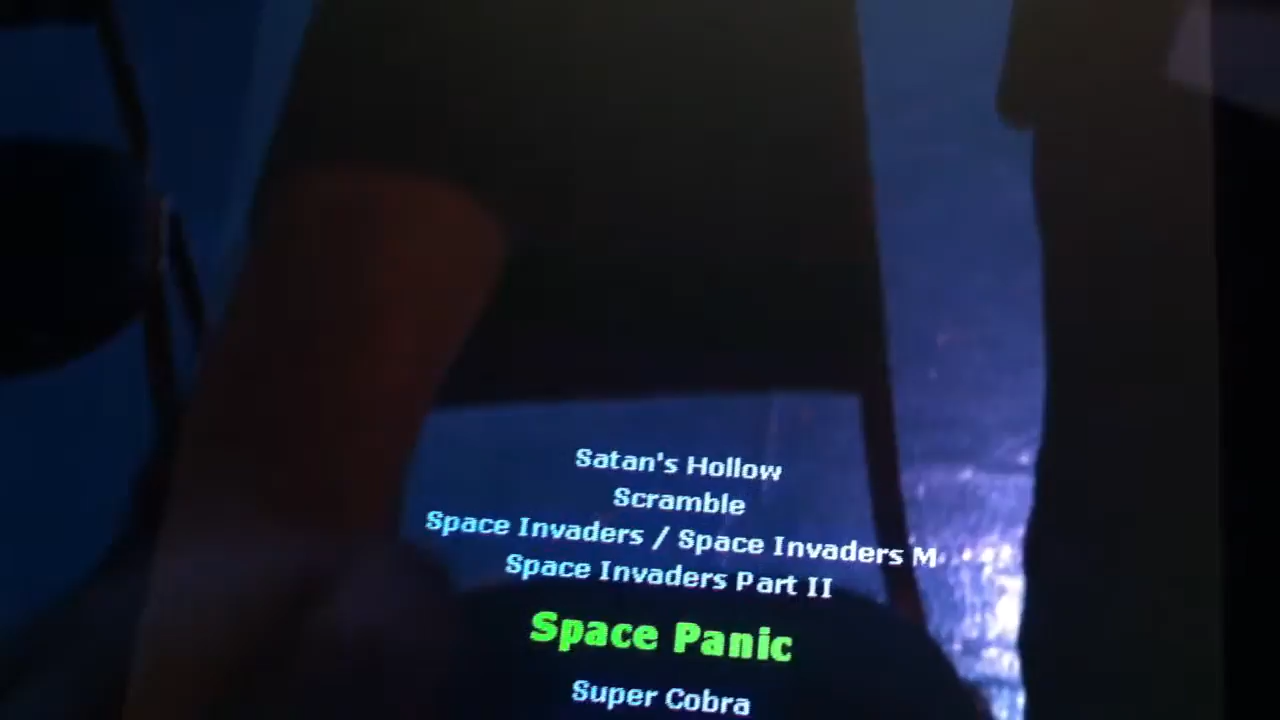 Satan's Hollow
Scramble
Space Invaders / Space Invaders M...
Space Invaders Part II
Space Panic
Super Cobra